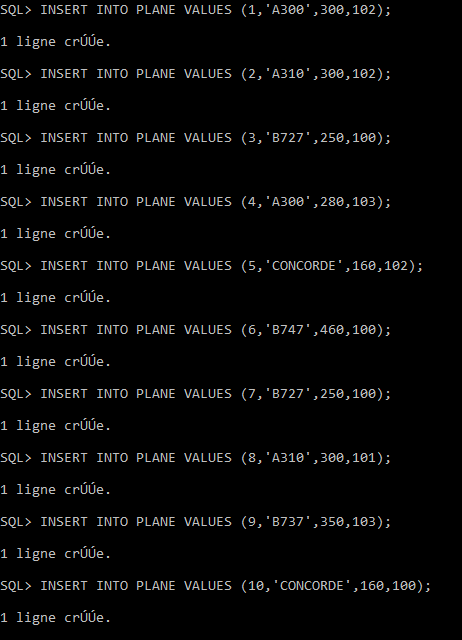 SQL> INSERT INTO PLANE VALUES (1,'A300',300,102);
1 ligne crÚÚe.
SQL> INSERT INTO PLANE VALUES (2,'A310',300,102);
1 ligne crÚÚe.
SQL> INSERT INTO PLANE VALUES (3,'B727',250,100);
1 ligne crÚÚe.
SQL> INSERT INTO PLANE VALUES (4,'A300',280,103);
1 ligne crÚÚe.
SQL> INSERT INTO PLANE VALUES (5,'CONCORDE',160,102);
1 ligne crÚÚe.
SQL> INSERT INTO PLANE VALUES (6,'B747',460,100);
1 ligne crÚÚe.
SQL> INSERT INTO PLANE VALUES (7,'B727',250,100);
1 ligne crÚÚe.
SQL> INSERT INTO PLANE VALUES (8,'A310',300,101);
1 ligne crÚÚe.
SQL> INSERT INTO PLANE VALUES (9,'B737',350,103);
1 ligne crÚÚe.
SQL> INSERT INTO PLANE VALUES (10,'CONCORDE',160,100);
1 ligne crÚÚe.